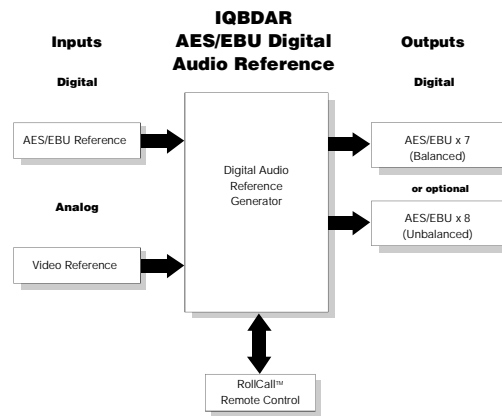 IQBDAR
AES/EBU Digital
Audio Reference
Inputs
Outputs
Digital
Digital
AES/EBU Reference
AES/EBU x 7
(Balanced)
Digital Audio
Reference
Generator
or optional
Analog
AES/EBU x 8
(Unbalanced)
Video Reference
RollCall™
Remote Control